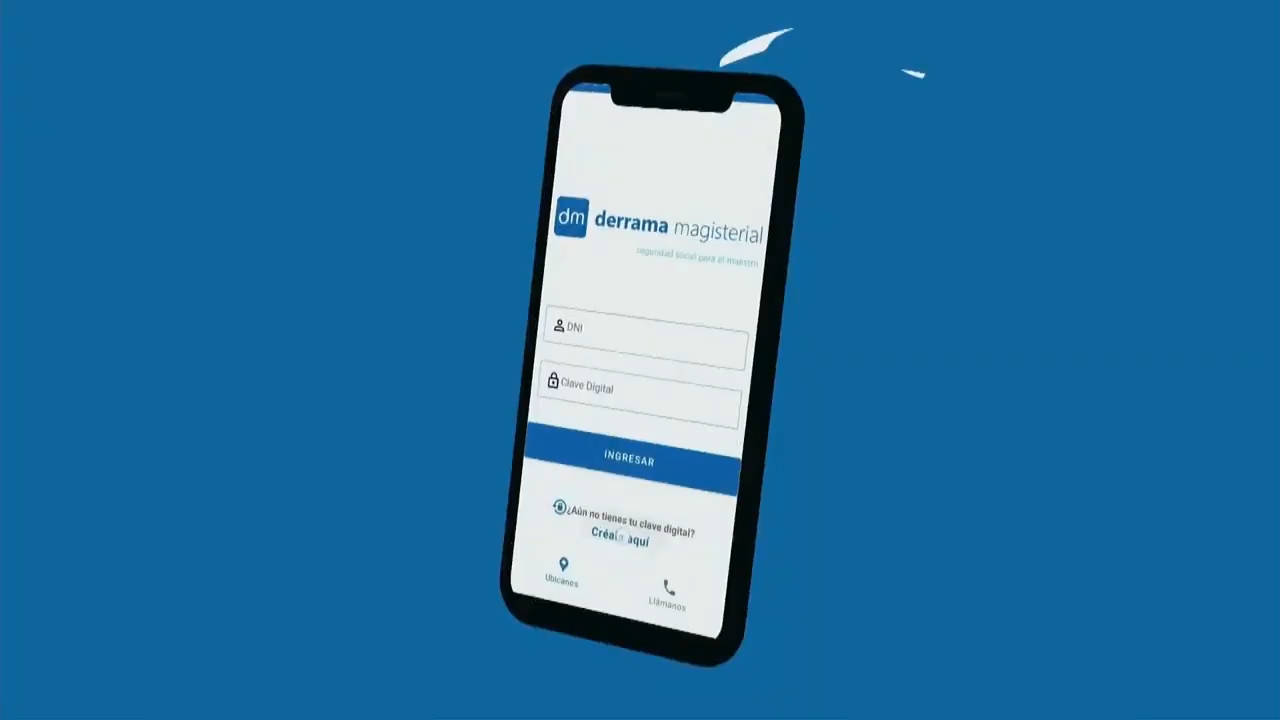 dm derrama magisterial
seguridad social para el maestro
DNI
Clave Digital
INGRESAR
¿Aún no tienes tu clave digital?
Créala aquí
Ubícanos
Llámanos